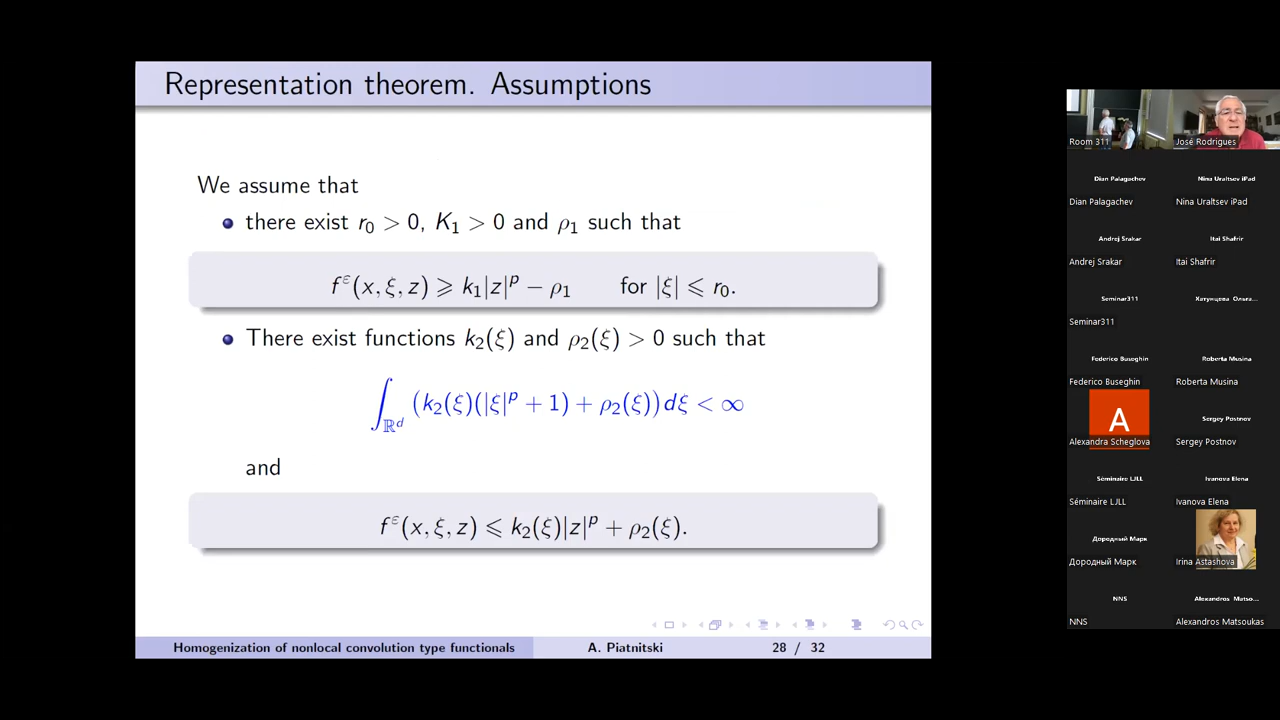 Representation theorem. Assumptions
We assume that
there exist r₀ > 0, K₁ > 0 and ρ₁ such that
f^ε(x, ξ, z) ⩾ k₁|z|^p − ρ₁ for |ξ| ⩽ r₀.
There exist functions k₂(ξ) and ρ₂(ξ) > 0 such that
∫_{ℝ^d} (k₂(ξ)(|ξ|^p + 1) + ρ₂(ξ))dξ < ∞
and
f^ε(x, ξ, z) ⩽ k₂(ξ)|z|^p + ρ₂(ξ).
Homogenization of nonlocal convolution type functionals A. Piatnitski 28 / 32
Room 311
José Rodrigues
Dian Palagachev
Dian Palagachev
Nina Uraltsev iPad
Nina Uraltsev iPad
Andrej Srakar
Andrej Srakar
Itai Shafrir
Itai Shafrir
Seminar311
Seminar311
Хатунцева Ольга...
Federico Buseghin
Federico Buseghin
Roberta Musina
Roberta Musina
A
Alexandra Scheglova
Sergey Postnov
Sergey Postnov
Séminaire LJLL
Séminaire LJLL
Ivanova Elena
Ivanova Elena
Дородный Марк
Дородный Марк
Irina Astashova
NNS
NNS
Alexandros Matso...
Alexandros Matsoukas